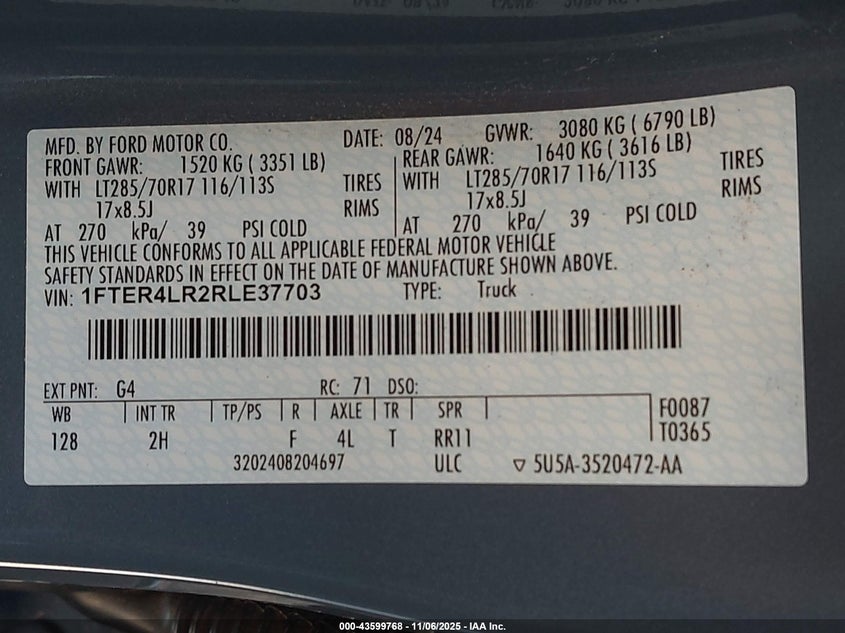 MFD. BY FORD MOTOR CO. DATE: 08/24 GVWR: 3080 KG ( 6790 LB)
FRONT GAWR: 1520 KG ( 3351 LB) REAR GAWR: 1640 KG ( 3616 LB)
WITH LT285/70R17 116/113S TIRES WITH LT285/70R17 116/113S TIRES
17x8.5J RIMS 17x8.5J RIMS
AT 270 kPa/ 39 PSI COLD AT 270 kPa/ 39 PSI COLD
THIS VEHICLE CONFORMS TO ALL APPLICABLE FEDERAL MOTOR VEHICLE
SAFETY STANDARDS IN EFFECT ON THE DATE OF MANUFACTURE SHOWN ABOVE.
VIN: 1FTER4LR2RLE37703 TYPE: Truck
EXT PNT: G4 RC: 71 DSO:
WB INT TR TP/PS R AXLE TR SPR F0087
128 2H F 4L T RR11 T0365
3202408204697 ULC ▽ 5U5A-3520472-AA
000-43599768 - 11/06/2025 - IAA Inc.